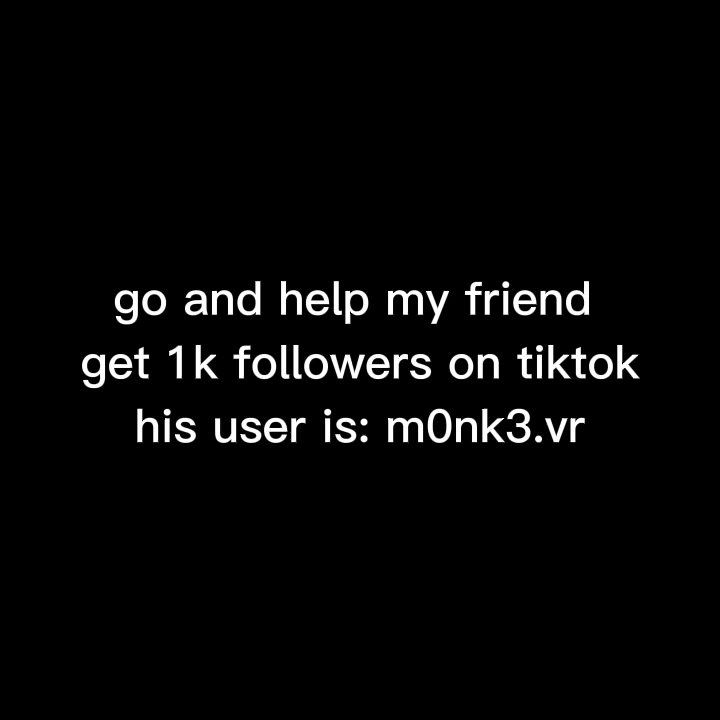 go and help my friend
get 1k followers on tiktok
his user is: m0nk3.vr